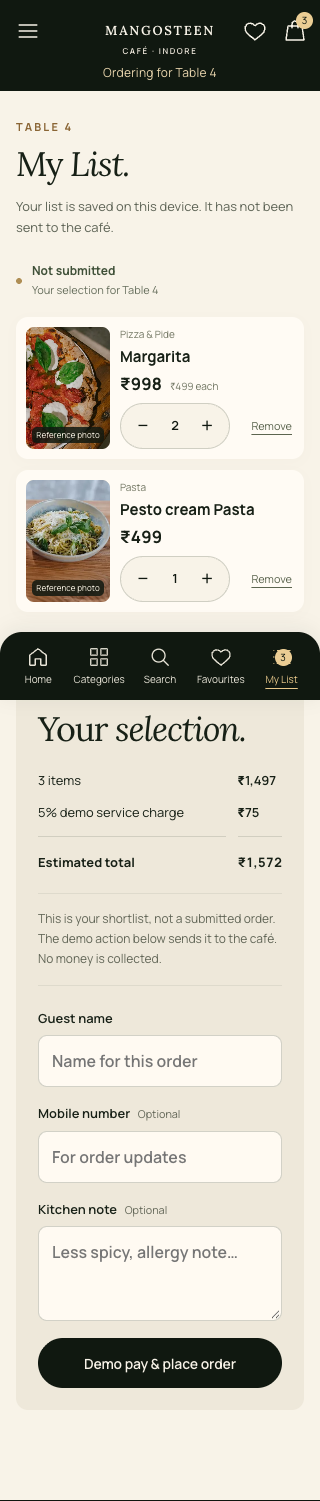 3
MANGOSTEEN
CAFÉ · INDORE
Ordering for Table 4
TABLE 4
My List.
Your list is saved on this device. It has not been
sent to the café.
Not submitted
Your selection for Table 4
Pizza & Pide
Margarita
₹998 ₹499 each
Reference photo
− 2 +
Remove
Pasta
Pesto cream Pasta
₹499
Reference photo
− 1 +
Remove
3
Home
Categories
Search
Favourites
My List
Your selection.
3 items ₹1,497
5% demo service charge ₹75
Estimated total ₹1,572
This is your shortlist, not a submitted order.
The demo action below sends it to the café.
No money is collected.
Guest name
Name for this order
Mobile number Optional
For order updates
Kitchen note Optional
Less spicy, allergy note…
Demo pay & place order